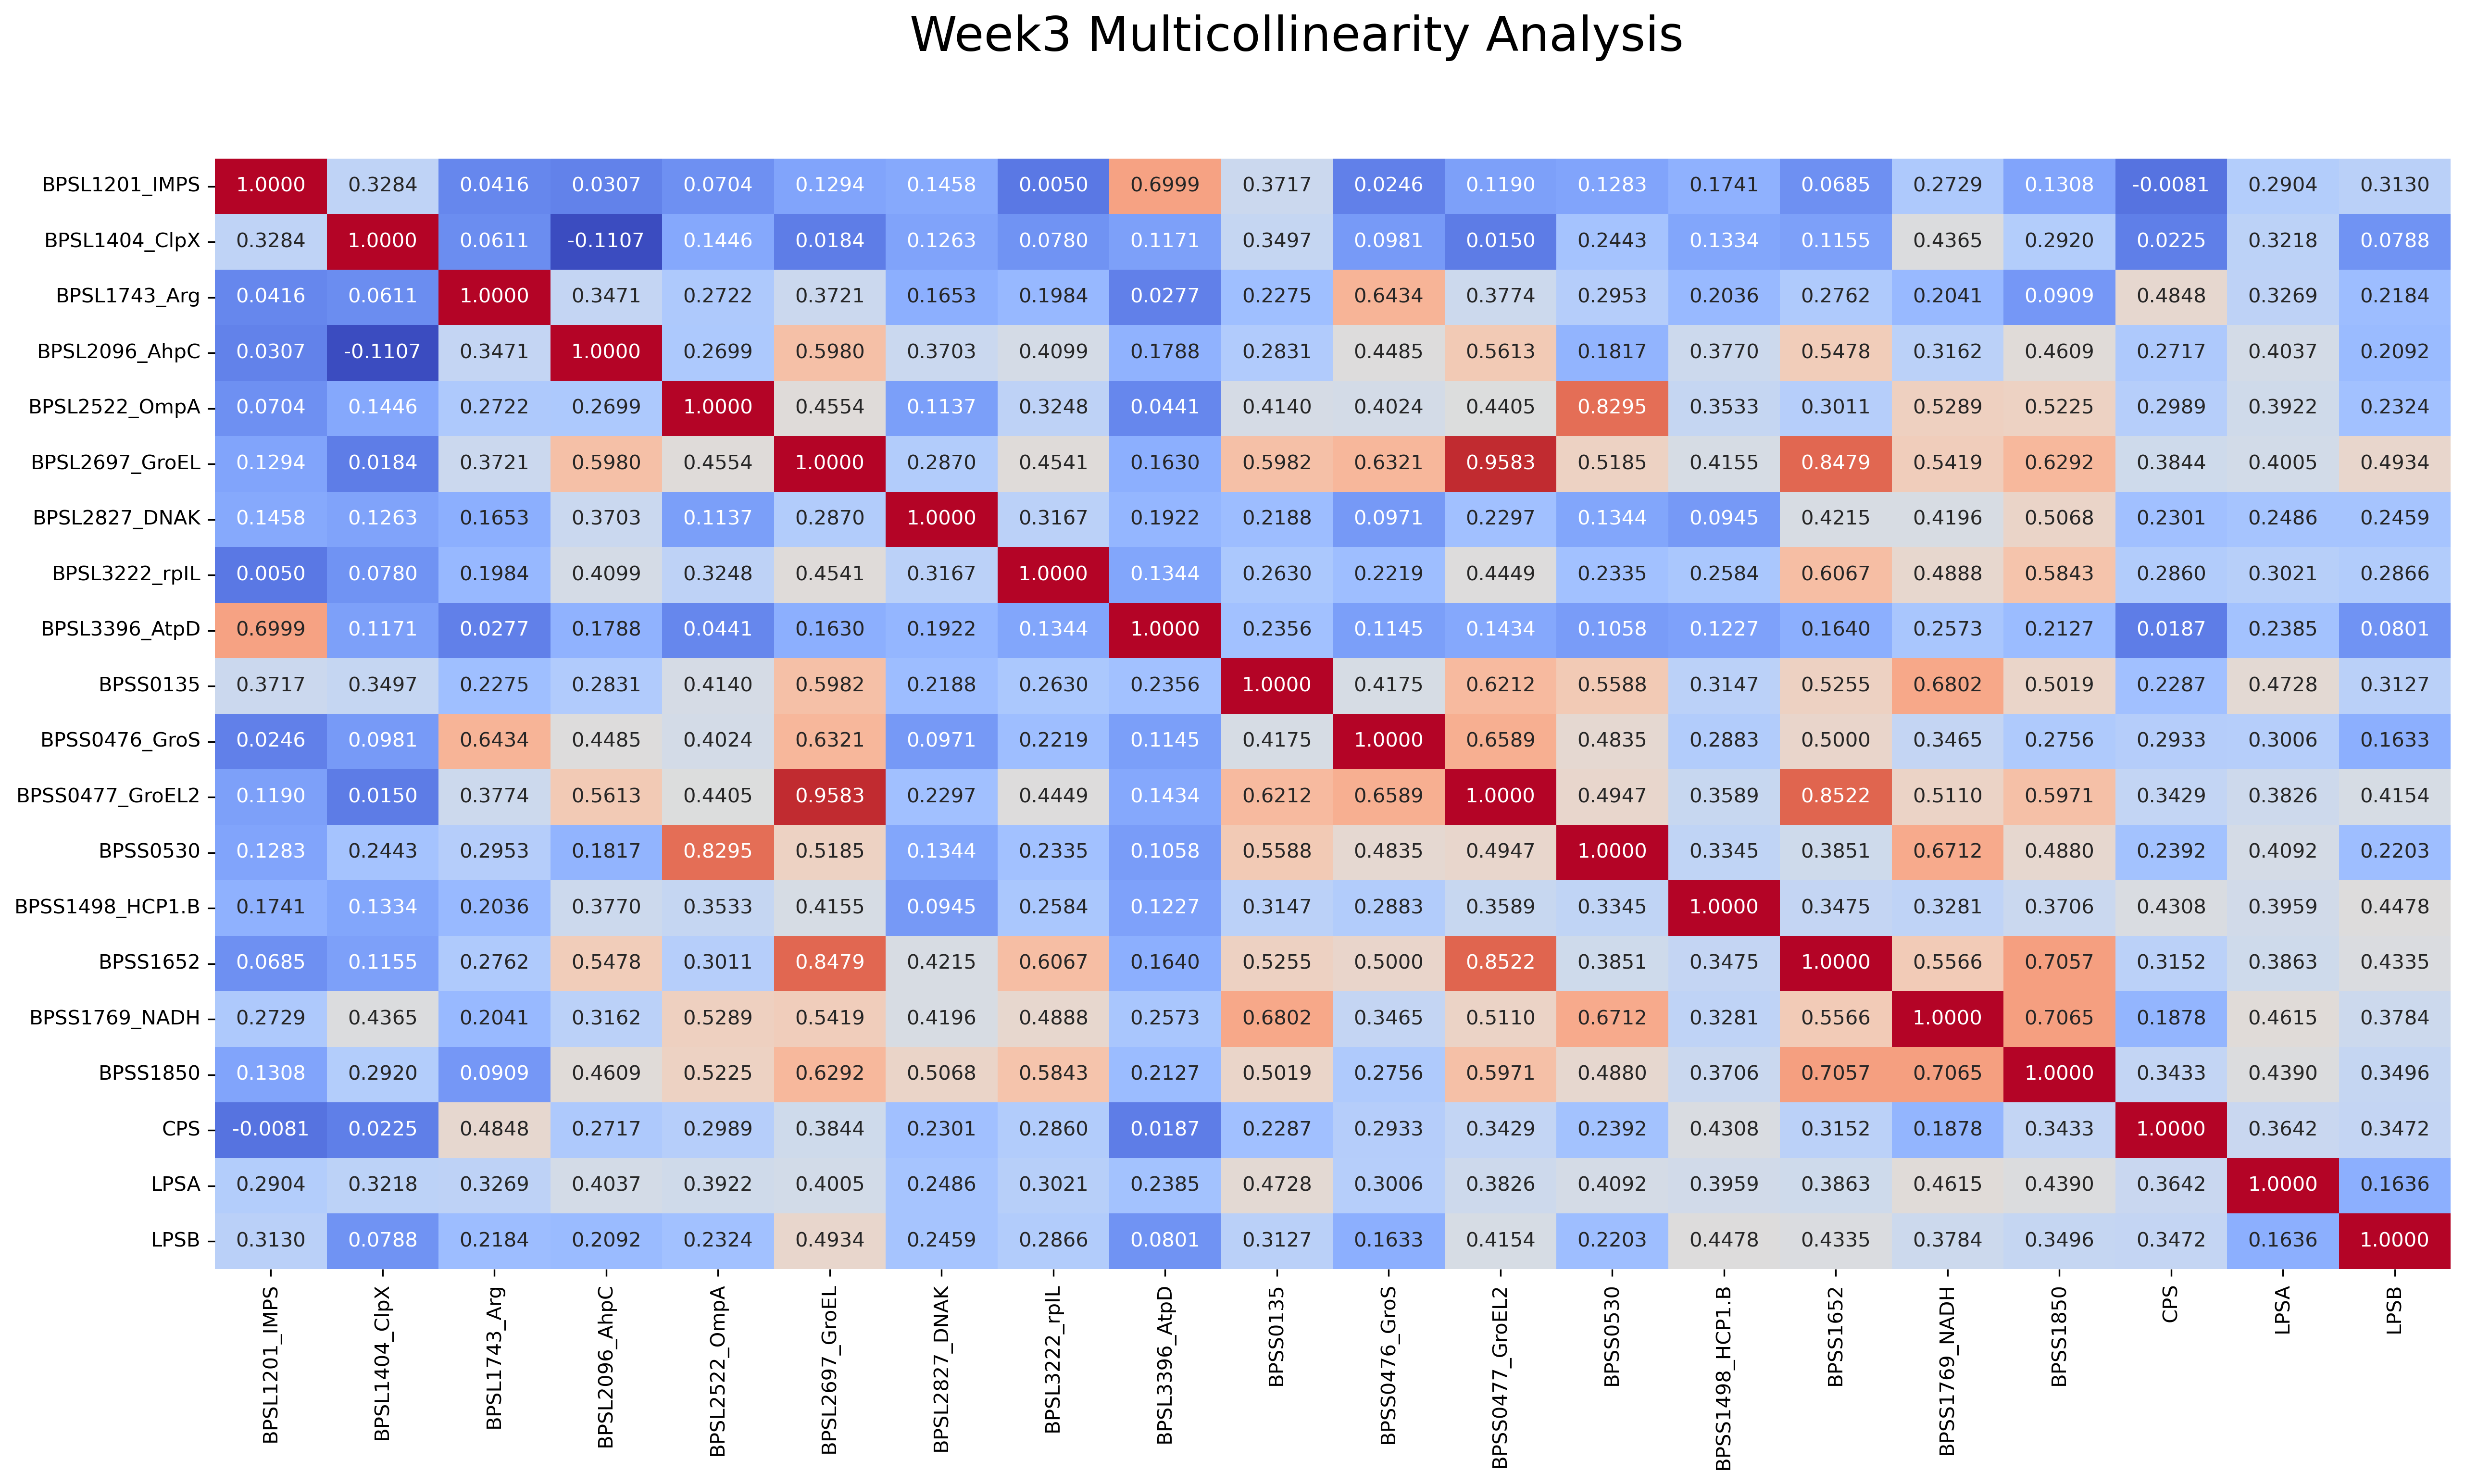 Week3 Multicollinearity Analysis
BPSL1201_IMPS 1.0000 0.3284 0.0416 0.0307 0.0704 0.1294 0.1458 0.0050 0.6999 0.3717 0.0246 0.1190 0.1283 0.1741 0.0685 0.2729 0.1308 -0.0081 0.2904 0.3130
BPSL1404_ClpX 0.3284 1.0000 0.0611 -0.1107 0.1446 0.0184 0.1263 0.0780 0.1171 0.3497 0.0981 0.0150 0.2443 0.1334 0.1155 0.4365 0.2920 0.0225 0.3218 0.0788
BPSL1743_Arg 0.0416 0.0611 1.0000 0.3471 0.2722 0.3721 0.1653 0.1984 0.0277 0.2275 0.6434 0.3774 0.2953 0.2036 0.2762 0.2041 0.0909 0.4848 0.3269 0.2184
BPSL2096_AhpC 0.0307 -0.1107 0.3471 1.0000 0.2699 0.5980 0.3703 0.4099 0.1788 0.2831 0.4485 0.5613 0.1817 0.3770 0.5478 0.3162 0.4609 0.2717 0.4037 0.2092
BPSL2522_OmpA 0.0704 0.1446 0.2722 0.2699 1.0000 0.4554 0.1137 0.3248 0.0441 0.4140 0.4024 0.4405 0.8295 0.3533 0.3011 0.5289 0.5225 0.2989 0.3922 0.2324
BPSL2697_GroEL 0.1294 0.0184 0.3721 0.5980 0.4554 1.0000 0.2870 0.4541 0.1630 0.5982 0.6321 0.9583 0.5185 0.4155 0.8479 0.5419 0.6292 0.3844 0.4005 0.4934
BPSL2827_DNAK 0.1458 0.1263 0.1653 0.3703 0.1137 0.2870 1.0000 0.3167 0.1922 0.2188 0.0971 0.2297 0.1344 0.0945 0.4215 0.4196 0.5068 0.2301 0.2486 0.2459
BPSL3222_rpIL 0.0050 0.0780 0.1984 0.4099 0.3248 0.4541 0.3167 1.0000 0.1344 0.2630 0.2219 0.4449 0.2335 0.2584 0.6067 0.4888 0.5843 0.2860 0.3021 0.2866
BPSL3396_AtpD 0.6999 0.1171 0.0277 0.1788 0.0441 0.1630 0.1922 0.1344 1.0000 0.2356 0.1145 0.1434 0.1058 0.1227 0.1640 0.2573 0.2127 0.0187 0.2385 0.0801
BPSS0135 0.3717 0.3497 0.2275 0.2831 0.4140 0.5982 0.2188 0.2630 0.2356 1.0000 0.4175 0.6212 0.5588 0.3147 0.5255 0.6802 0.5019 0.2287 0.4728 0.3127
BPSS0476_GroS 0.0246 0.0981 0.6434 0.4485 0.4024 0.6321 0.0971 0.2219 0.1145 0.4175 1.0000 0.6589 0.4835 0.2883 0.5000 0.3465 0.2756 0.2933 0.3006 0.1633
BPSS0477_GroEL2 0.1190 0.0150 0.3774 0.5613 0.4405 0.9583 0.2297 0.4449 0.1434 0.6212 0.6589 1.0000 0.4947 0.3589 0.8522 0.5110 0.5971 0.3429 0.3826 0.4154
BPSS0530 0.1283 0.2443 0.2953 0.1817 0.8295 0.5185 0.1344 0.2335 0.1058 0.5588 0.4835 0.4947 1.0000 0.3345 0.3851 0.6712 0.4880 0.2392 0.4092 0.2203
BPSS1498_HCP1.B 0.1741 0.1334 0.2036 0.3770 0.3533 0.4155 0.0945 0.2584 0.1227 0.3147 0.2883 0.3589 0.3345 1.0000 0.3475 0.3281 0.3706 0.4308 0.3959 0.4478
BPSS1652 0.0685 0.1155 0.2762 0.5478 0.3011 0.8479 0.4215 0.6067 0.1640 0.5255 0.5000 0.8522 0.3851 0.3475 1.0000 0.5566 0.7057 0.3152 0.3863 0.4335
BPSS1769_NADH 0.2729 0.4365 0.2041 0.3162 0.5289 0.5419 0.4196 0.4888 0.2573 0.6802 0.3465 0.5110 0.6712 0.3281 0.5566 1.0000 0.7065 0.1878 0.4615 0.3784
BPSS1850 0.1308 0.2920 0.0909 0.4609 0.5225 0.6292 0.5068 0.5843 0.2127 0.5019 0.2756 0.5971 0.4880 0.3706 0.7057 0.7065 1.0000 0.3433 0.4390 0.3496
CPS -0.0081 0.0225 0.4848 0.2717 0.2989 0.3844 0.2301 0.2860 0.0187 0.2287 0.2933 0.3429 0.2392 0.4308 0.3152 0.1878 0.3433 1.0000 0.3642 0.3472
LPSA 0.2904 0.3218 0.3269 0.4037 0.3922 0.4005 0.2486 0.3021 0.2385 0.4728 0.3006 0.3826 0.4092 0.3959 0.3863 0.4615 0.4390 0.3642 1.0000 0.1636
LPSB 0.3130 0.0788 0.2184 0.2092 0.2324 0.4934 0.2459 0.2866 0.0801 0.3127 0.1633 0.4154 0.2203 0.4478 0.4335 0.3784 0.3496 0.3472 0.1636 1.0000
BPSL1201_IMPS
BPSL1404_ClpX
BPSL1743_Arg
BPSL2096_AhpC
BPSL2522_OmpA
BPSL2697_GroEL
BPSL2827_DNAK
BPSL3222_rpIL
BPSL3396_AtpD
BPSS0135
BPSS0476_GroS
BPSS0477_GroEL2
BPSS0530
BPSS1498_HCP1.B
BPSS1652
BPSS1769_NADH
BPSS1850
CPS
LPSA
LPSB